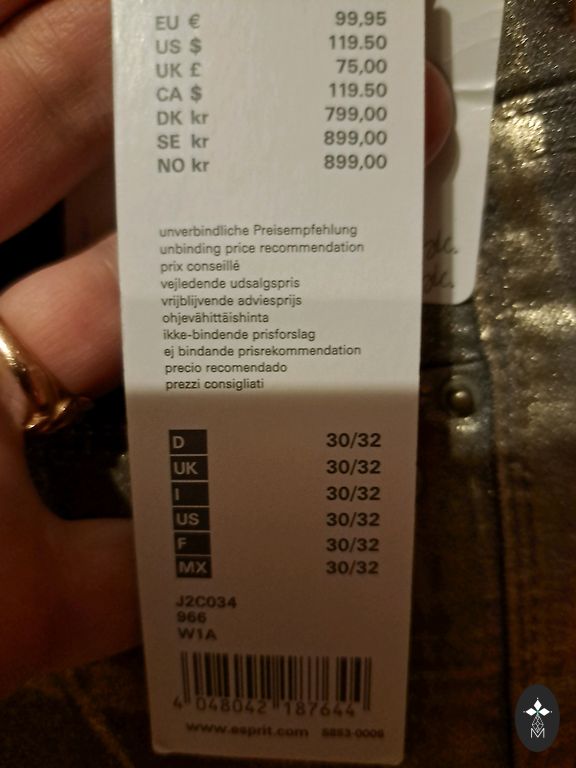 EU € 99,95
US $ 119.50
UK £ 75,00
CA $ 119.50
DK kr 799,00
SE kr 899,00
NO kr 899,00
unverbindliche Preisempfehlung
unbinding price recommendation
prix conseillé
vejledende udsalgspris
vrijblijvende adviesprijs
ohjevähittäishinta
ikke-bindende prisforslag
ej bindande prisrekommendation
precio recomendado
prezzi consigliati
D 30/32
UK 30/32
I 30/32
US 30/32
F 30/32
MX 30/32
J2C034
966
W1A
4 048042 187644
www.esprit.com 5883-0008